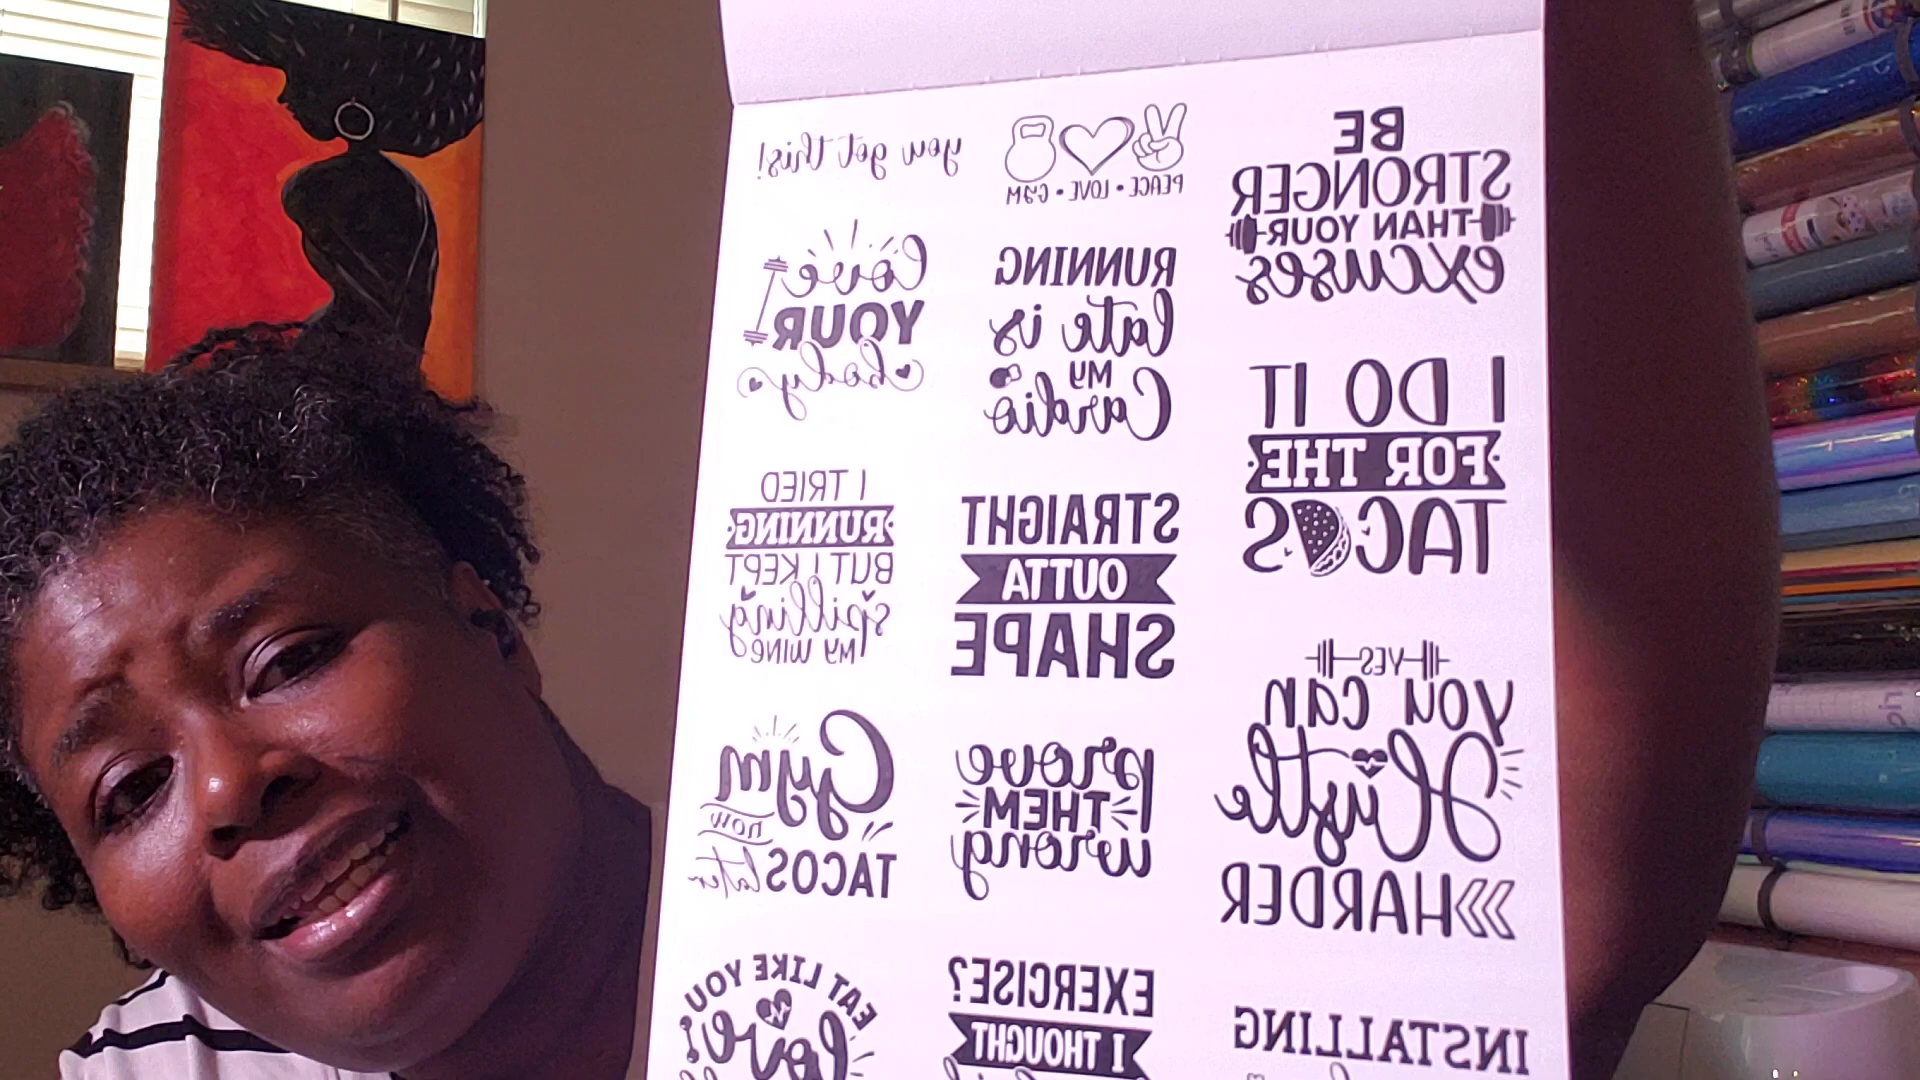 BE
STRONGER
THAN YOUR
excuses
I DO IT
FOR THE
TACOS
YES
you can
Hustle
HARDER
INSTALLING
PEACE • LOVE • GYM
RUNNING
late is
MY
Cardio
STRAIGHT
OUTTA
SHAPE
prove
THEM
wrong
EXERCISE?
I THOUGHT
you got this!
Love
YOUR
body
I TRIED
RUNNING
BUT I KEPT
spilling
MY WINE
Gym
now
TACOS later
EAT LIKE YOU
love